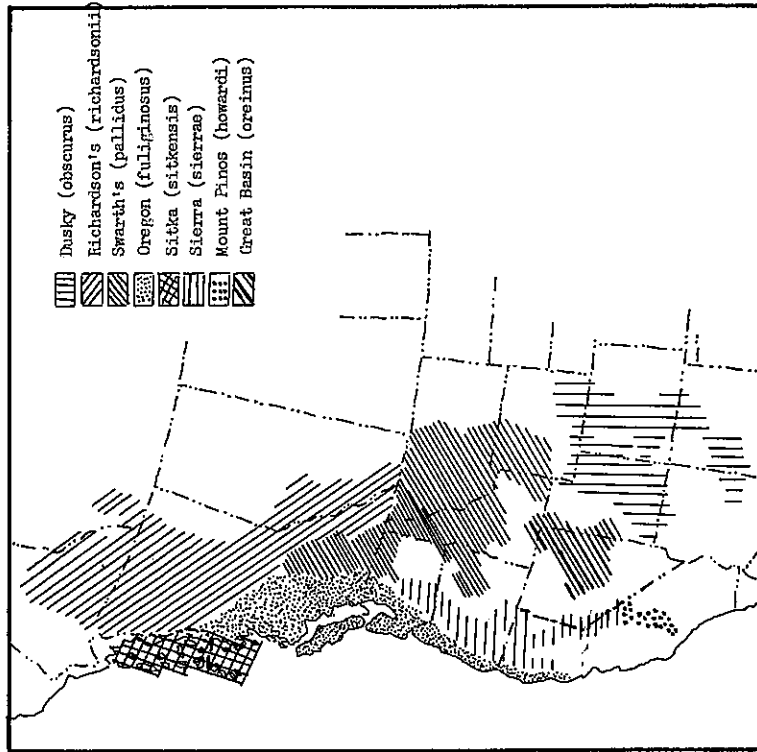 Dusky (obscurus)
Richardson's (richardsonii)
Swarth's (pallidus)
Oregon (fuliginosus)
Sitka (sitkensis)
Sierra (sierrae)
Mount Pinos (howardi)
Great Basin (oreinus)